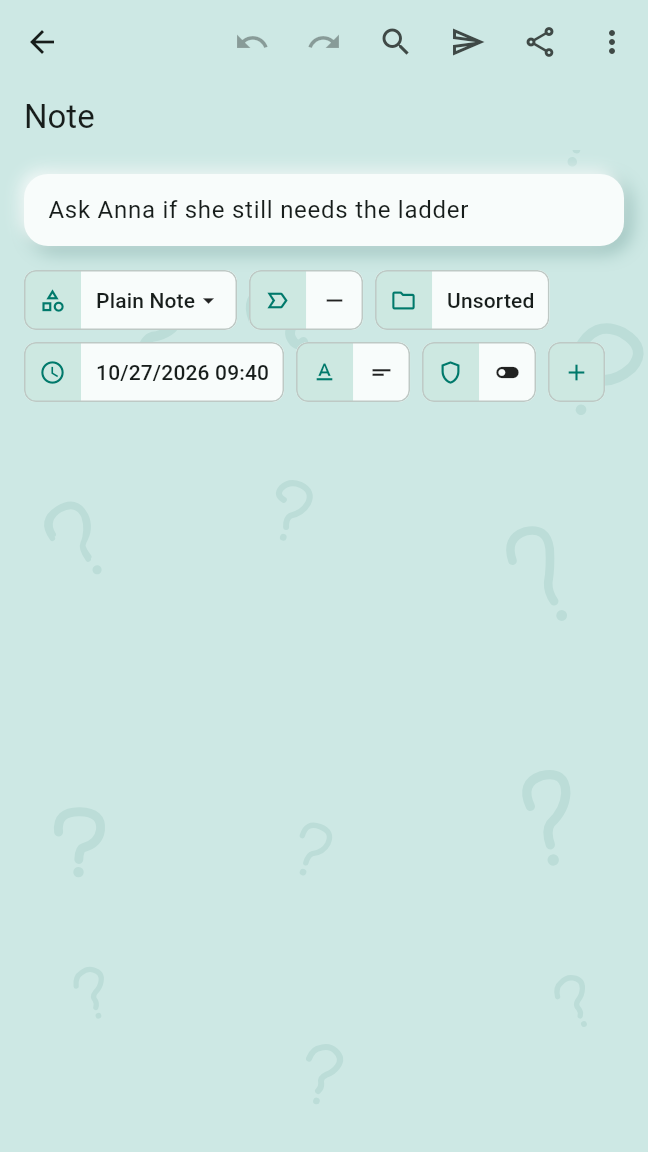 Note
Ask Anna if she still needs the ladder
Plain Note
Unsorted
10/27/2026 09:40